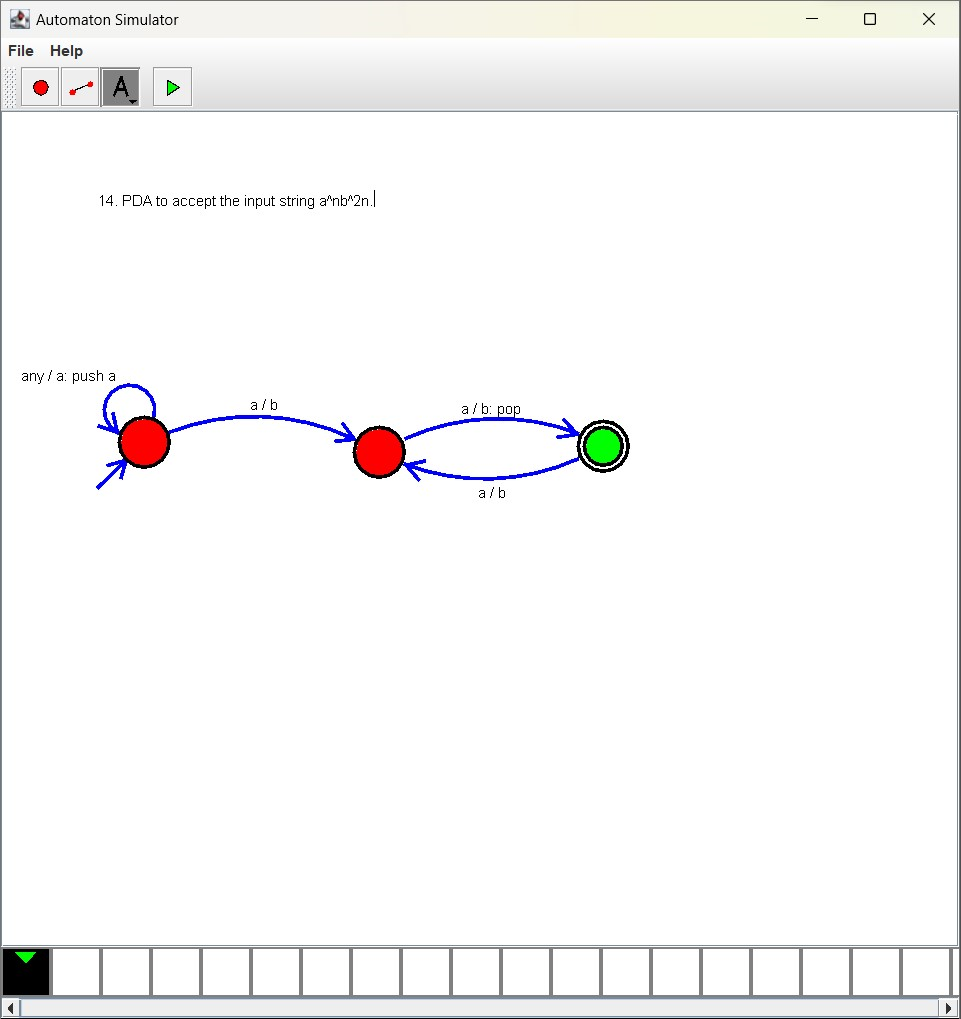 Automaton Simulator
File Help
A
14. PDA to accept the input string a^nb^2n.
any / a: push a
a / b
a / b: pop
a / b